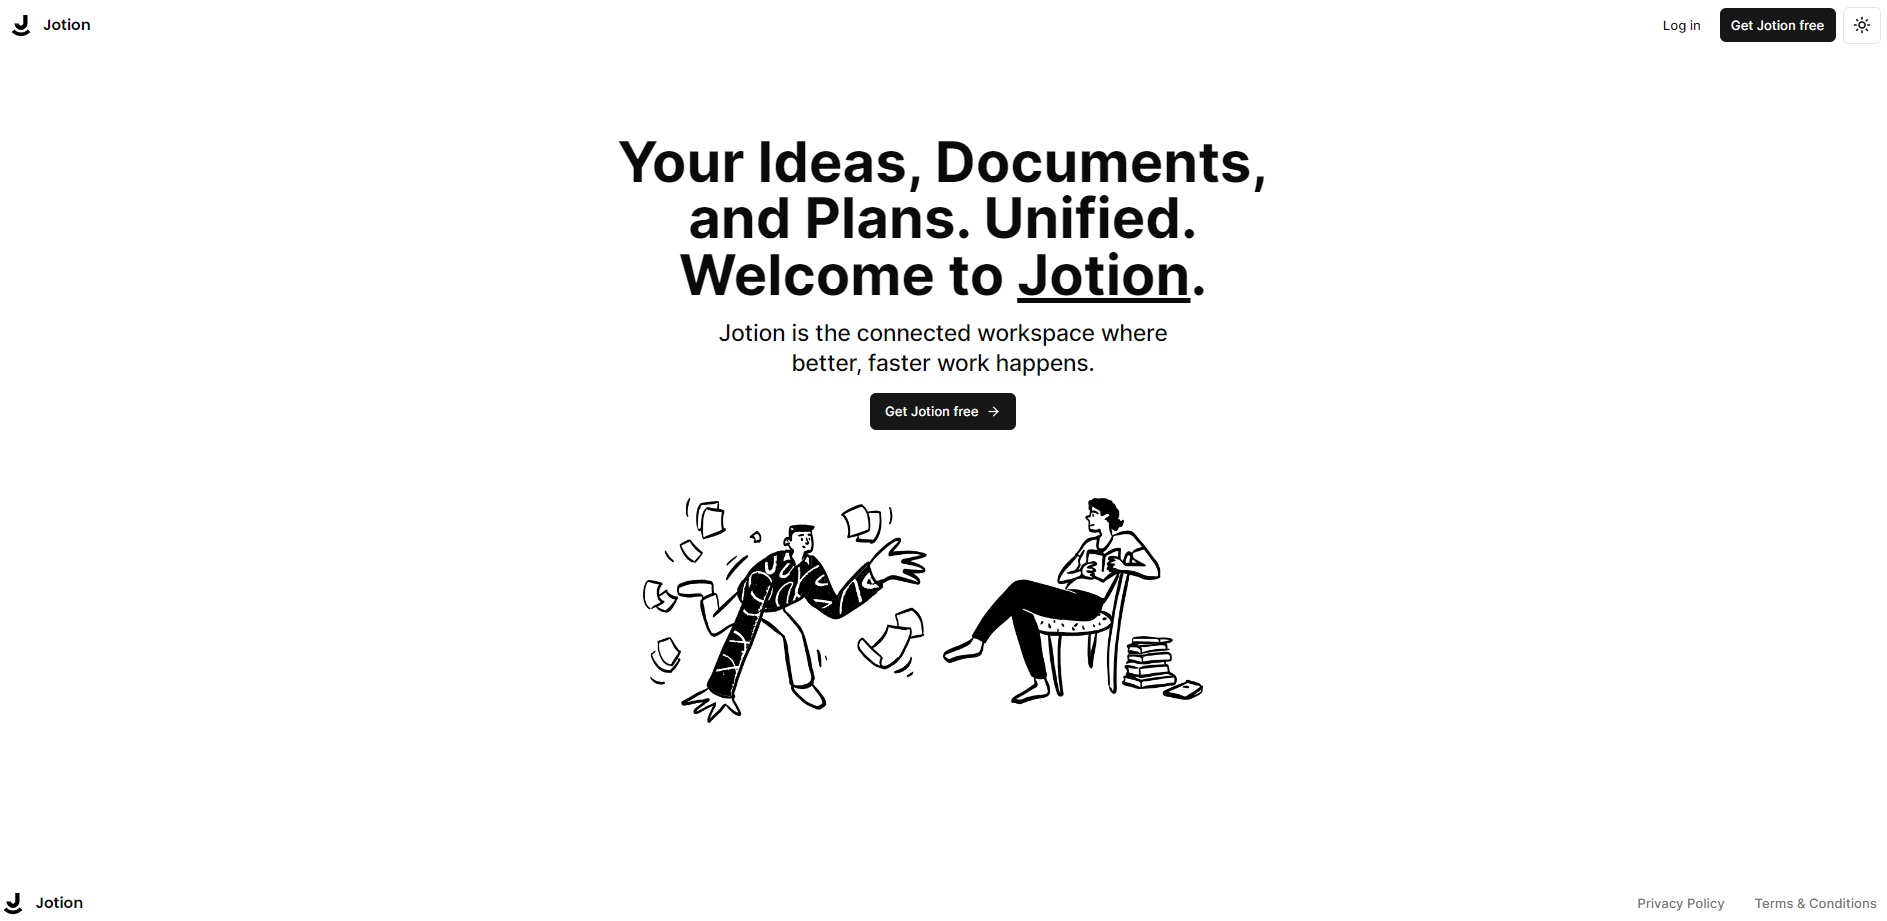 Jotion
Log in
Get Jotion free
Your Ideas, Documents,
and Plans. Unified.
Welcome to Jotion.
Jotion is the connected workspace where
better, faster work happens.
Get Jotion free
Jotion
Privacy Policy
Terms & Conditions